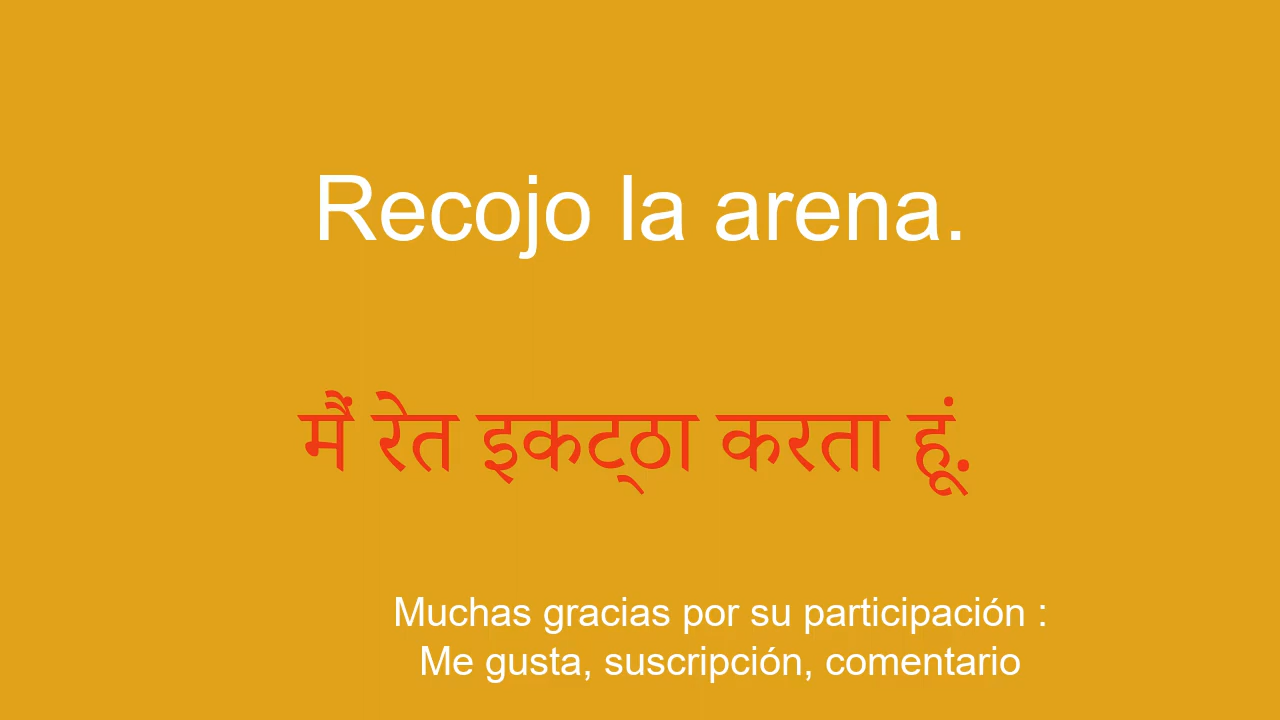 Recojo la arena.
मैं रेत इकट्ठा करता हूं.
Muchas gracias por su participación :
Me gusta, suscripción, comentario